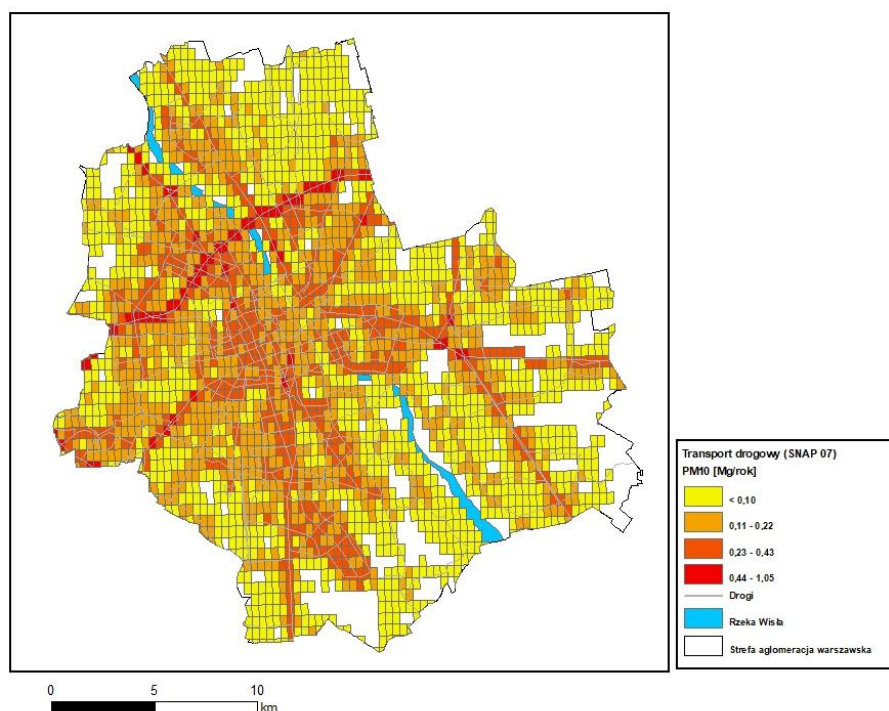 Transport drogowy (SNAP 07)
PM10 [Mg/rok]
< 0,10
0,11 - 0,22
0,23 - 0,43
0,44 - 1,05
Drogi
Rzeka Wisła
Strefa aglomeracja warszawska
0 5 10
km